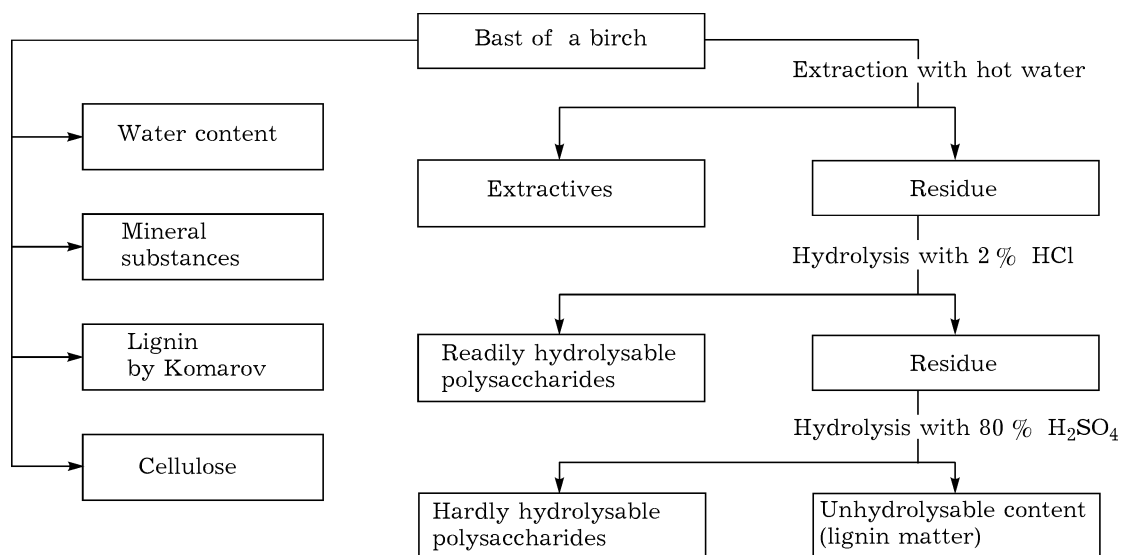 Bast of a birch
Extraction with hot water
Water content
Extractives
Residue
Mineral
substances
Hydrolysis with 2 % HCl
Lignin
by Komarov
Readily hydrolysable
polysaccharides
Residue
Hydrolysis with 80 % H₂SO₄
Cellulose
Hardly hydrolysable
polysaccharides
Unhydrolysable content
(lignin matter)